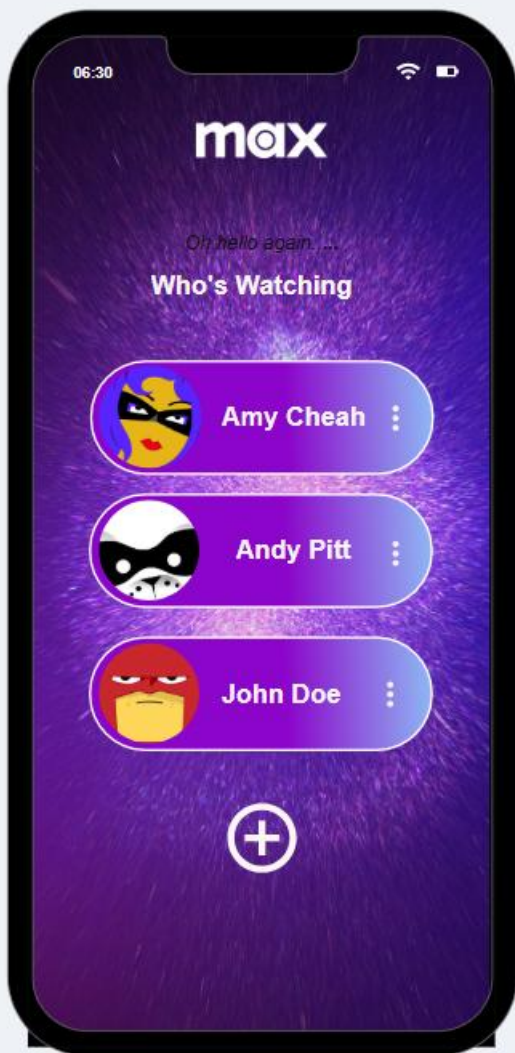 06:30
max
Oh hello again. ...
Who's Watching
Amy Cheah
Andy Pitt
John Doe